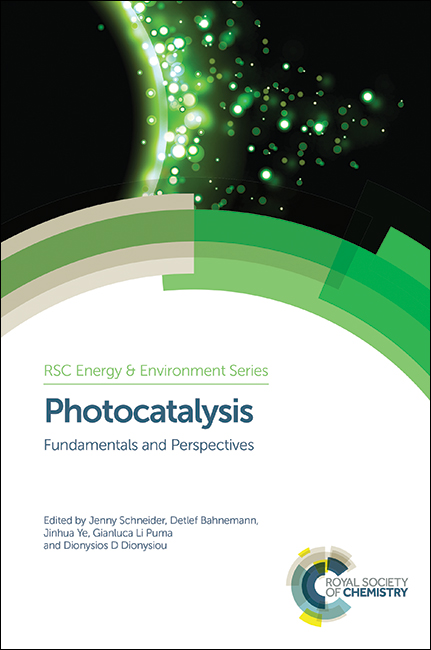 RSC Energy & Environment Series
Photocatalysis
Fundamentals and Perspectives
Edited by Jenny Schneider, Detlef Bahnemann,
Jinhua Ye, Gianluca Li Puma
and Dionysios D Dionysiou
ROYAL SOCIETY
OF CHEMISTRY